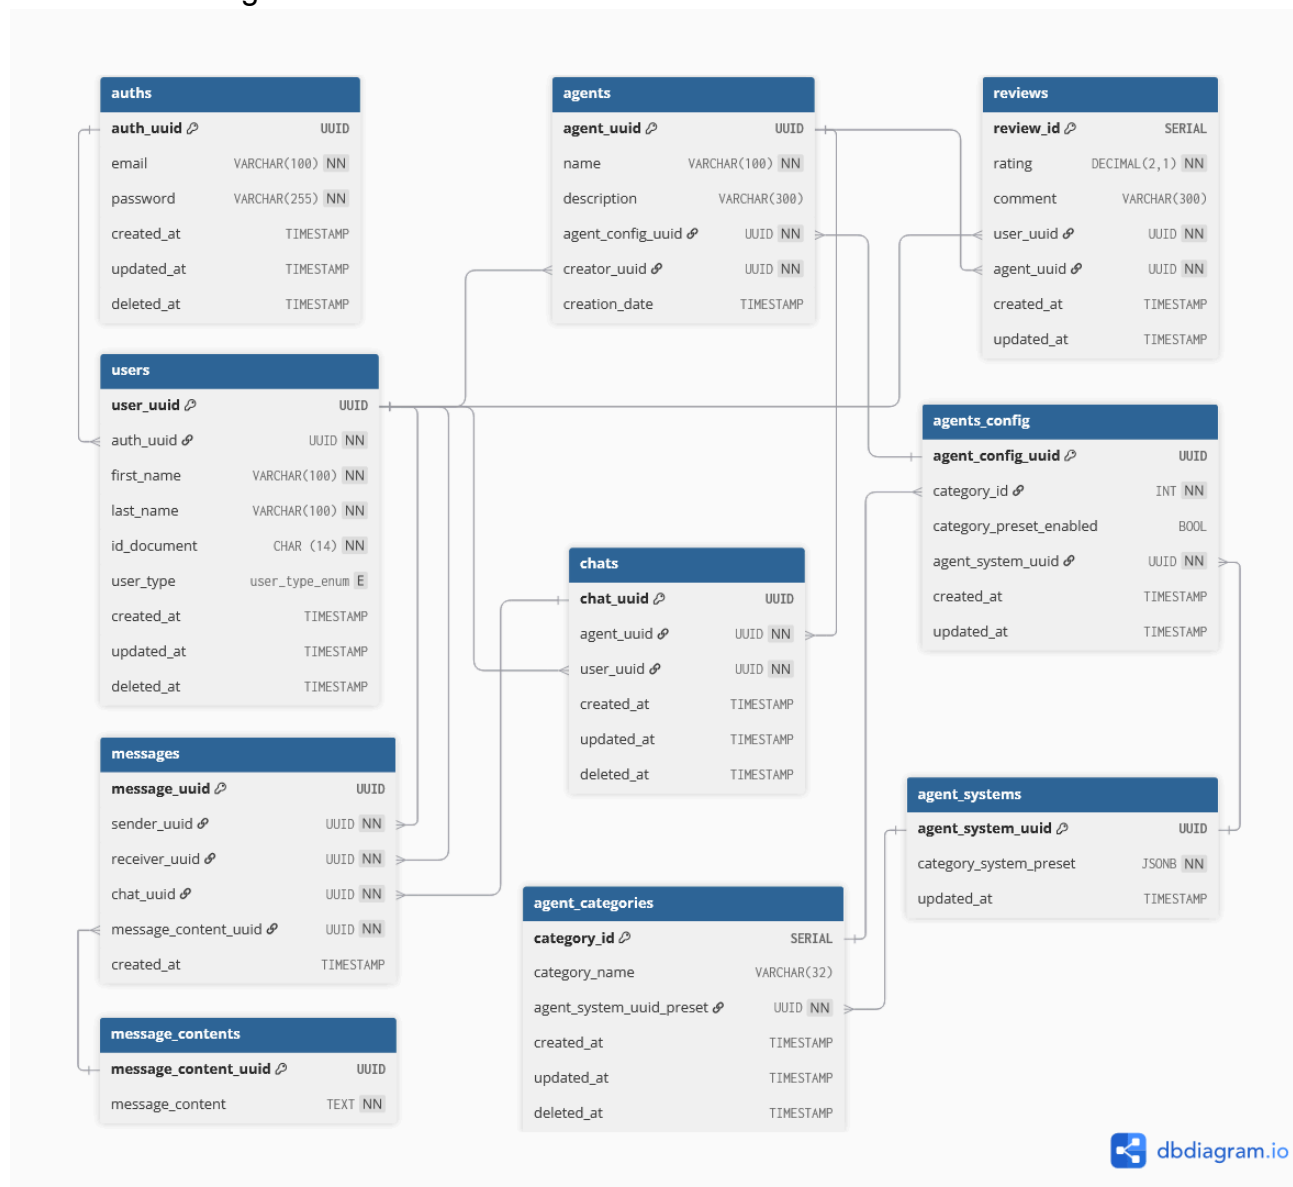 auths
auth_uuid UUID
email VARCHAR(100) NN
password VARCHAR(255) NN
created_at TIMESTAMP
updated_at TIMESTAMP
deleted_at TIMESTAMP
users
user_uuid UUID
auth_uuid UUID NN
first_name VARCHAR(100) NN
last_name VARCHAR(100) NN
id_document CHAR (14) NN
user_type user_type_enum E
created_at TIMESTAMP
updated_at TIMESTAMP
deleted_at TIMESTAMP
messages
message_uuid UUID
sender_uuid UUID NN
receiver_uuid UUID NN
chat_uuid UUID NN
message_content_uuid UUID NN
created_at TIMESTAMP
message_contents
message_content_uuid UUID
message_content TEXT NN
agents
agent_uuid UUID
name VARCHAR(100) NN
description VARCHAR(300)
agent_config_uuid UUID NN
creator_uuid UUID NN
creation_date TIMESTAMP
chats
chat_uuid UUID
agent_uuid UUID NN
user_uuid UUID NN
created_at TIMESTAMP
updated_at TIMESTAMP
deleted_at TIMESTAMP
agent_categories
category_id SERIAL
category_name VARCHAR(32)
agent_system_uuid_preset UUID NN
created_at TIMESTAMP
updated_at TIMESTAMP
deleted_at TIMESTAMP
reviews
review_id SERIAL
rating DECIMAL(2,1) NN
comment VARCHAR(300)
user_uuid UUID NN
agent_uuid UUID NN
created_at TIMESTAMP
updated_at TIMESTAMP
agents_config
agent_config_uuid UUID
category_id INT NN
category_preset_enabled BOOL
agent_system_uuid UUID NN
created_at TIMESTAMP
updated_at TIMESTAMP
agent_systems
agent_system_uuid UUID
category_system_preset JSONB NN
updated_at TIMESTAMP
dbdiagram.io